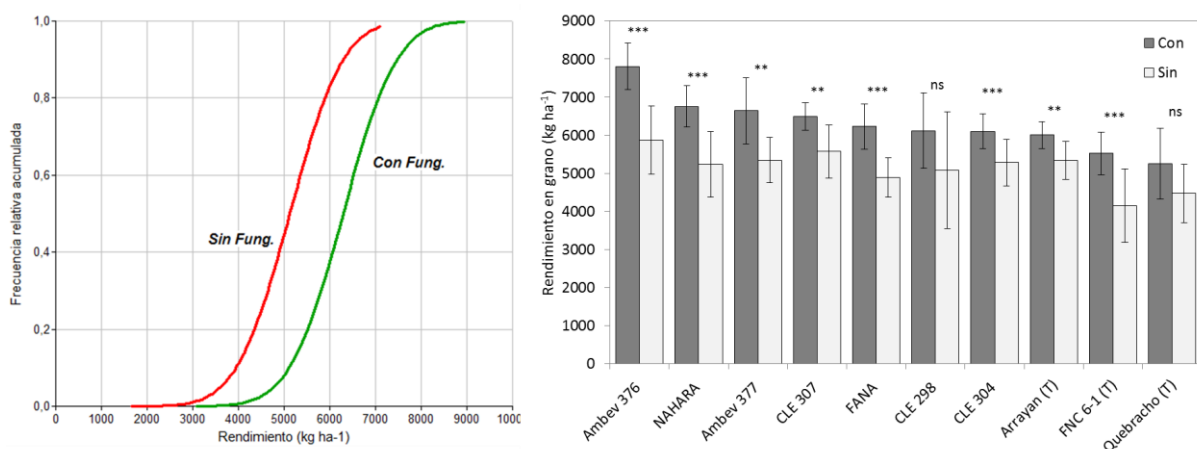 Frecuencia relativa acumulada
1,0
0,8
0,6
0,4
0,2
0,0
Sin Fung.
Con Fung.
0 1000 2000 3000 4000 5000 6000 7000 8000 9000 1000
Rendimiento (kg ha-1)
Rendimiento en grano (kg ha-1)
9000
8000
7000
6000
5000
4000
3000
2000
1000
0
*** *** ** ** *** ns *** ** *** ns
Con
Sin
Ambev 376
NAHARA
Ambev 377
CLE 307
FANA
CLE 298
CLE 304
Arrayan (T)
FNC 6-1 (T)
Quebracho (T)